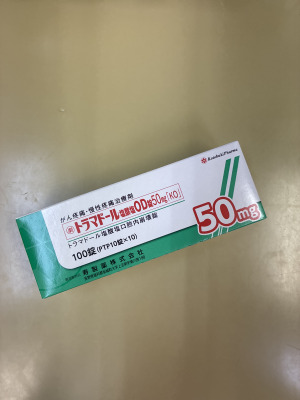 Kotobuki Pharma
がん疼痛・慢性疼痛治療剤
トラマドール塩酸塩OD錠50mg「KO」
トラマドール塩酸塩口腔内崩壊錠
100錠(PTP10錠×10)
50mg
寿製薬株式会社